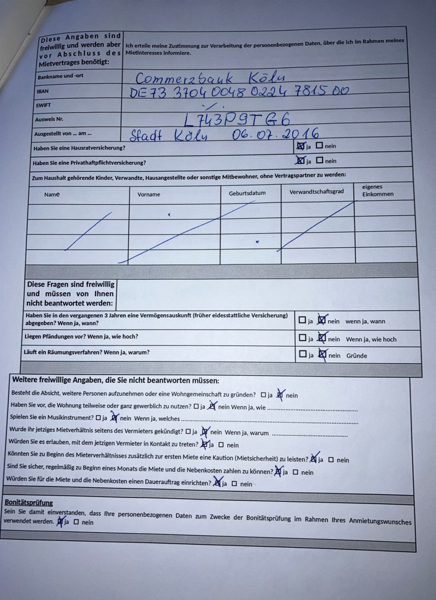 Diese Angaben sind freiwillig und werden aber vor Abschluss des Mietvertrages benötigt:
Ich erteile meine Zustimmung zur Verarbeitung der personenbezogenen Daten, über die ich im Rahmen meines Mietinteresses informiere.
Bankname und -ort Commerzbank Köln
IBAN DE73 3704 0048 0224 7815 00
SWIFT -/-
Ausweis Nr. L743P9TG6
Ausgestellt von ... am ... Stadt Köln 06.07.2016
Haben Sie eine Hausratversicherung? ☒ ja ☐ nein
Haben Sie eine Privathaftpflichtversicherung? ☒ ja ☐ nein
Zum Haushalt gehörende Kinder, Verwandte, Hausangestellte oder sonstige Mitbewohner, ohne Vertragspartner zu werden:
Name Vorname Geburtsdatum Verwandtschaftsgrad eigenes Einkommen
Diese Fragen sind freiwillig und müssen von Ihnen nicht beantwortet werden:
Haben Sie in den vergangenen 3 Jahren eine Vermögensauskunft (früher eidesstattliche Versicherung) abgegeben? Wenn ja, wann? ☐ ja ☒ nein wenn ja, wann
Liegen Pfändungen vor? Wenn ja, wie hoch? ☐ ja ☒ nein Wenn ja, wie hoch
Läuft ein Räumungsverfahren? Wenn ja, warum? ☐ ja ☒ nein Gründe
Weitere freiwillige Angaben, die Sie nicht beantworten müssen:
Besteht die Absicht, weitere Personen aufzunehmen oder eine Wohngemeinschaft zu gründen? ☐ ja ☒ nein
Haben Sie vor, die Wohnung teilweise oder ganz gewerblich zu nutzen? ☐ ja ☒ nein Wenn ja, wie ...
Spielen Sie ein Musikinstrument? ☐ ja ☒ nein Wenn ja, welches ...
Wurde Ihr jetziges Mietverhältnis seitens des Vermieters gekündigt? ☐ ja ☒ nein Wenn ja, warum ...
Würden Sie es erlauben, mit dem jetzigen Vermieter in Kontakt zu treten? ☒ ja ☐ nein
Könnten Sie zu Beginn des Mieterverhältnisses zusätzlich zur ersten Miete eine Kaution (Mietsicherheit) zu leisten? ☒ ja ☐ nein
Sind Sie sicher, regelmäßig zu Beginn eines Monats die Miete und die Nebenkosten zahlen zu können? ☒ ja ☐ nein
Würden Sie für die Miete und die Nebenkosten einen Dauerauftrag einrichten? ☒ ja ☐ nein
Bonitätsprüfung
Sein Sie damit einverstanden, dass Ihre personenbezogenen Daten zum Zwecke der Bonitätsprüfung im Rahmen Ihres Anmietungswunsches
verwendet werden. ☒ ja ☐ nein